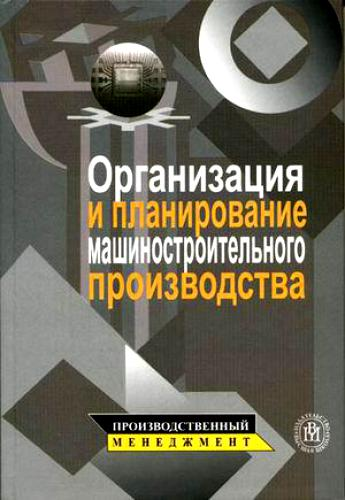 Организация
и планирование
машиностроительного
производства
ПРОИЗВОДСТВЕННЫЙ
МЕНЕДЖМЕНТ